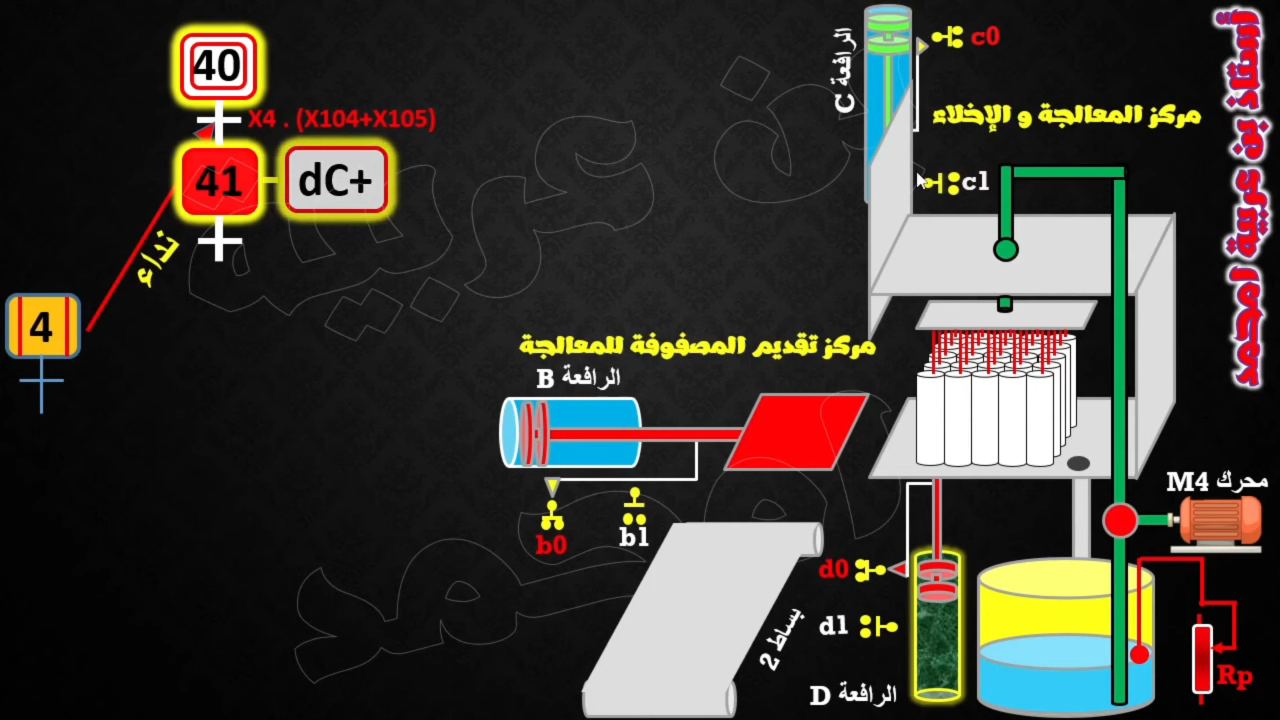 أستاذ بن عربية امحمد
40
X4 . (X104+X105)
41
dC+
نداء
4
الرافعة C
c0
مركز المعالجة و الإخلاء
c1
مركز تقديم المصفوفة للمعالجة
الرافعة B
b0
b1
محرك M4
d0
d1
بساط 2
الرافعة D
Rp